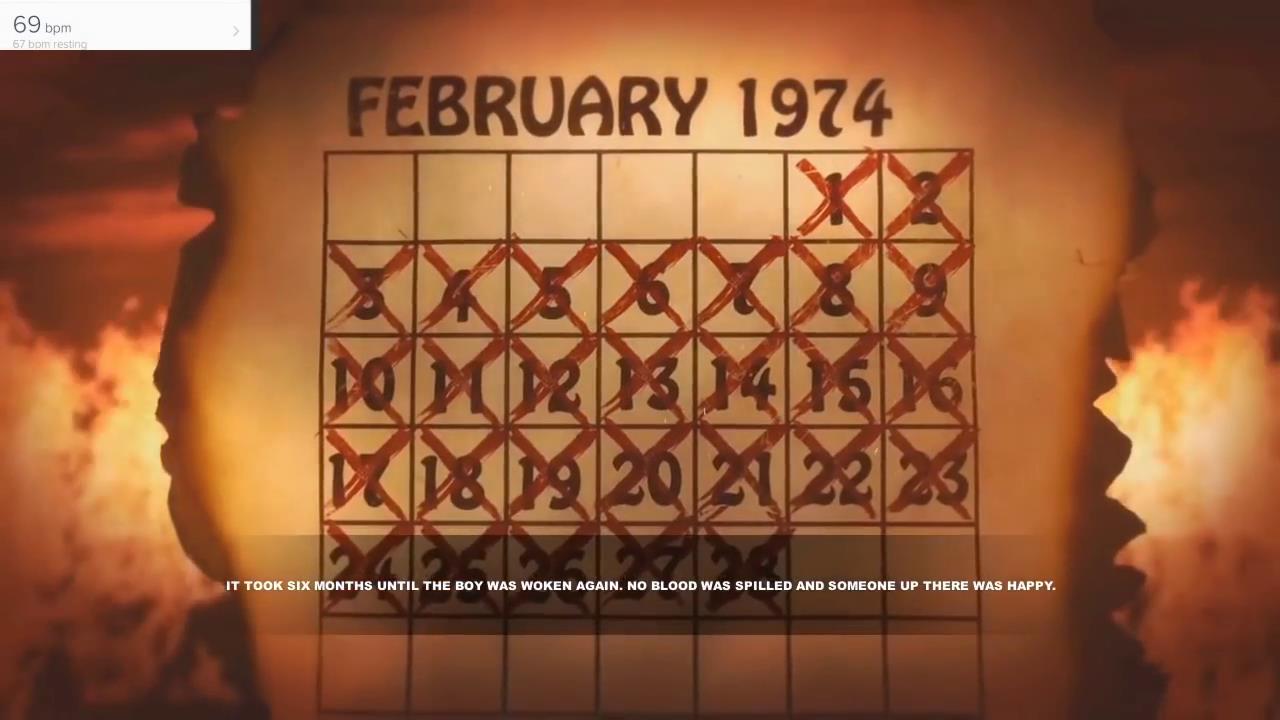 69 bpm
67 bpm resting
FEBRUARY 1974
1 2
3 4 5 6 7 8 9
10 11 12 13 14 15 16
17 18 19 20 21 22 23
24 25 26 27 28
IT TOOK SIX MONTHS UNTIL THE BOY WAS WOKEN AGAIN. NO BLOOD WAS SPILLED AND SOMEONE UP THERE WAS HAPPY.